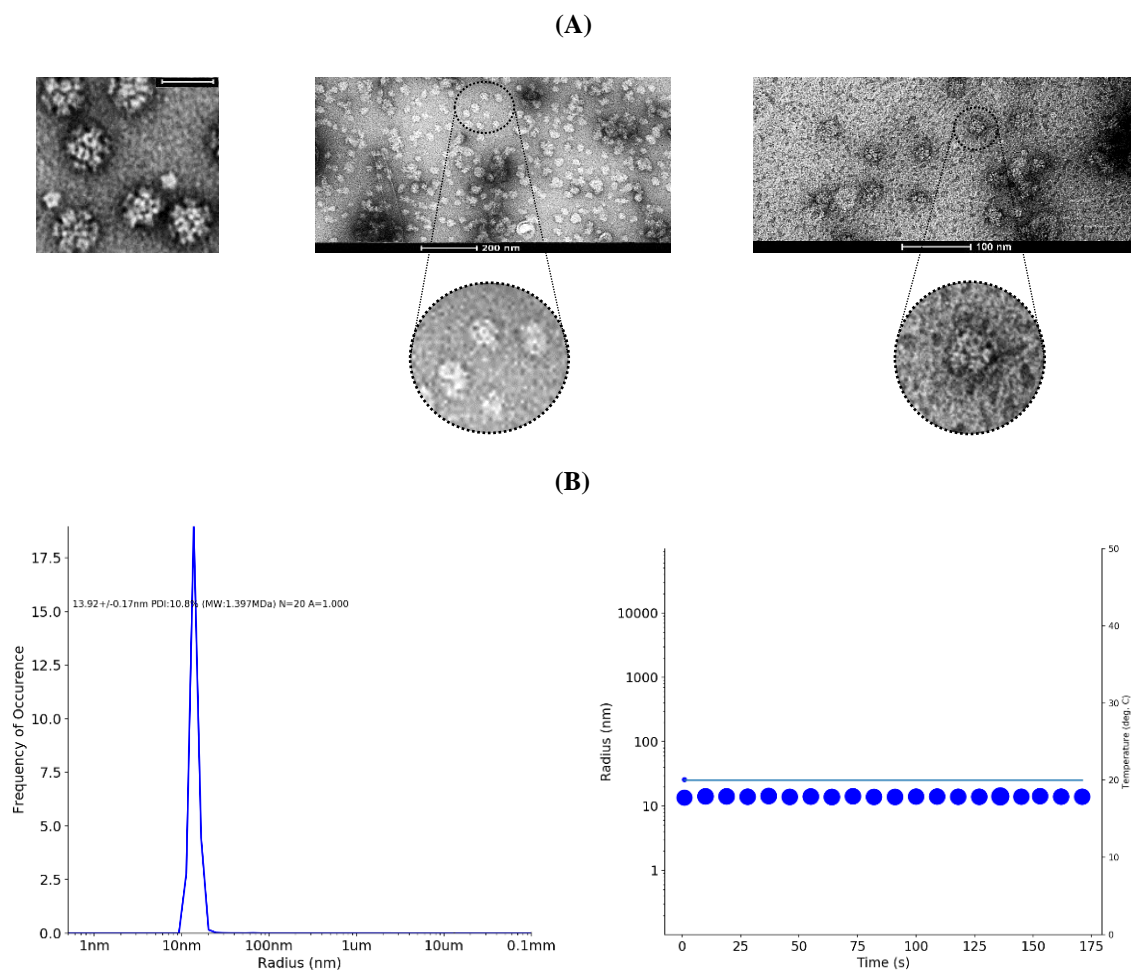 (A)
200 nm
100 nm
(B)
17.5
15.0
12.5
10.0
7.5
5.0
2.5
0.0
Frequency of Occurence
13.92+/-0.17nm PDI:10.8% (MW:1.397MDa) N=20 A=1.000
1nm
10nm
100nm
1um
10um
0.1mm
Radius (nm)
10000
1000
100
10
1
Radius (nm)
50
40
30
20
10
0
Temperature (deg. C)
0
25
50
75
100
125
150
175
Time (s)